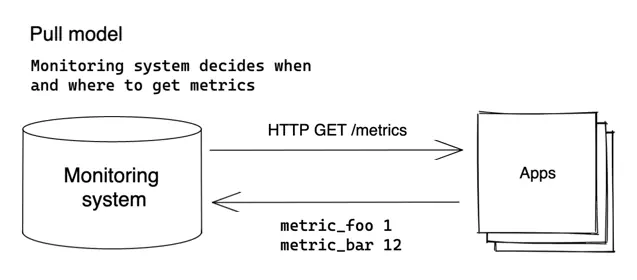 Pull model
Monitoring system decides when
and where to get metrics
HTTP GET /metrics
Monitoring
system
Apps
metric_foo 1
metric_bar 12